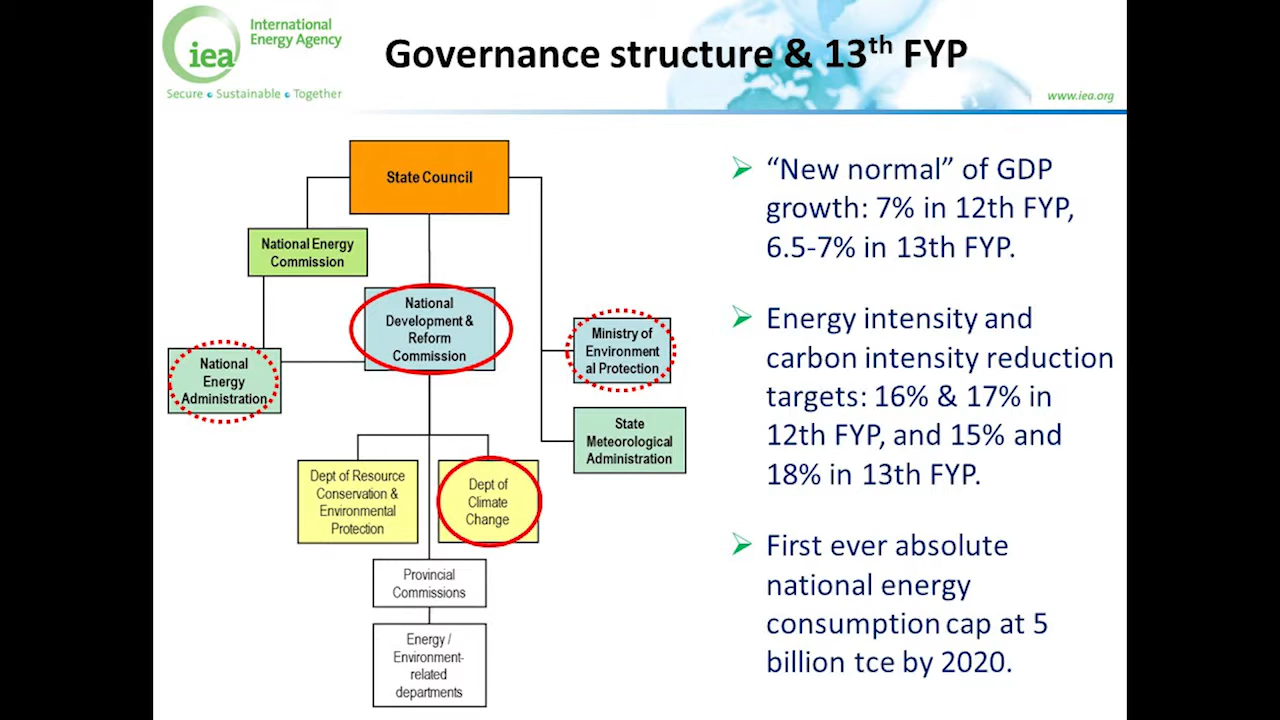 iea
International
Energy Agency
Secure • Sustainable • Together
Governance structure & 13th FYP
www.iea.org
State Council
National Energy
Commission
National
Development &
Reform
Commission
Ministry of
Environment
al Protection
National
Energy
Administration
State
Meteorological
Administration
Dept of Resource
Conservation &
Environmental
Protection
Dept of
Climate
Change
Provincial
Commissions
Energy /
Environment-
related
departments
“New normal” of GDP
growth: 7% in 12th FYP,
6.5-7% in 13th FYP.
Energy intensity and
carbon intensity reduction
targets: 16% & 17% in
12th FYP, and 15% and
18% in 13th FYP.
First ever absolute
national energy
consumption cap at 5
billion tce by 2020.